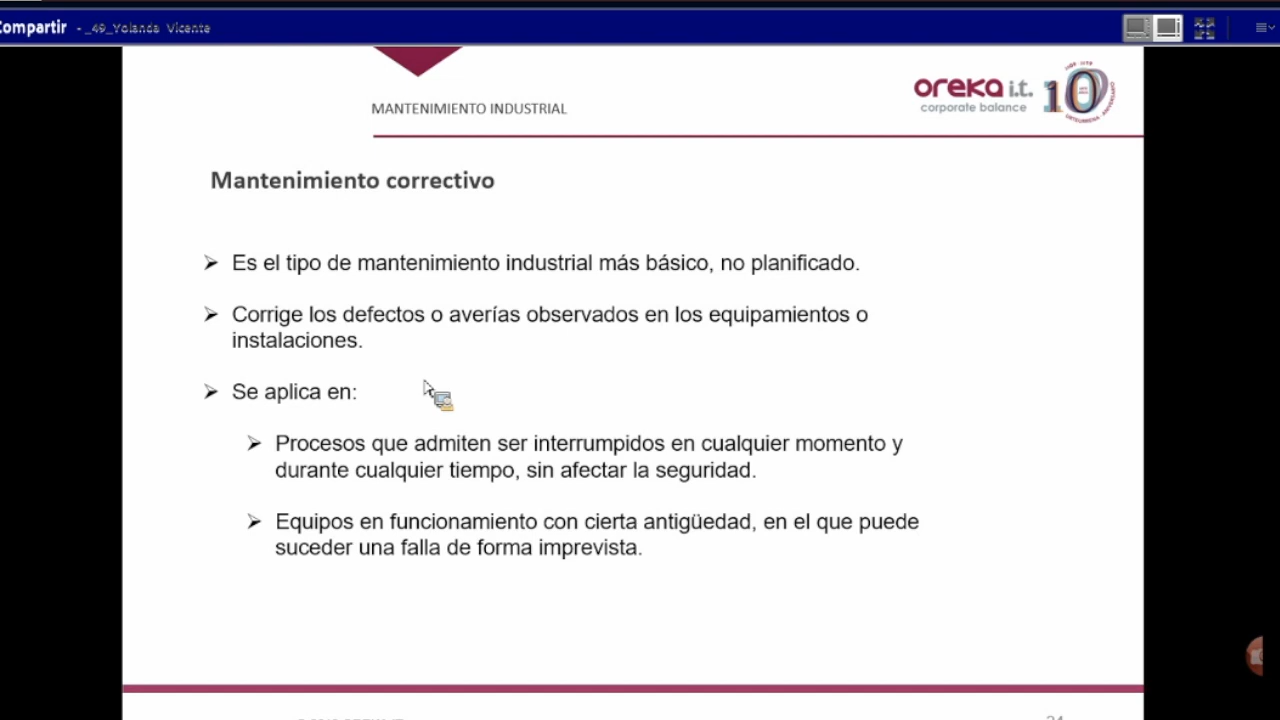 Compartir - _49_Yolanda Vicente
MANTENIMIENTO INDUSTRIAL
oreka i.t.
corporate balance
10
Mantenimiento correctivo
➤ Es el tipo de mantenimiento industrial más básico, no planificado.
➤ Corrige los defectos o averías observados en los equipamientos o
instalaciones.
➤ Se aplica en:
➤ Procesos que admiten ser interrumpidos en cualquier momento y
durante cualquier tiempo, sin afectar la seguridad.
➤ Equipos en funcionamiento con cierta antigüedad, en el que puede
suceder una falla de forma imprevista.